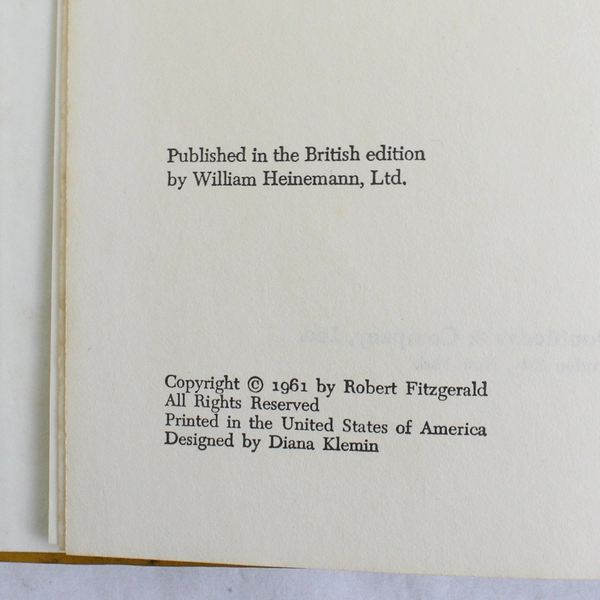 Published in the British edition
by William Heinemann, Ltd.
Copyright © 1961 by Robert Fitzgerald
All Rights Reserved
Printed in the United States of America
Designed by Diana Klemin